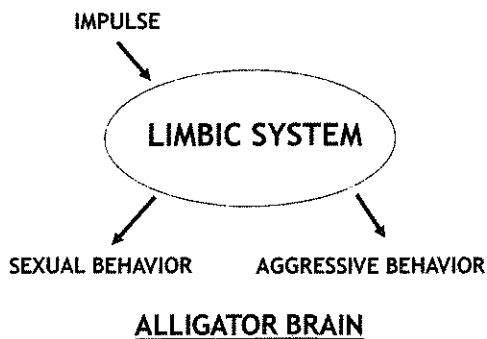 IMPULSE
LIMBIC SYSTEM
SEXUAL BEHAVIOR AGGRESSIVE BEHAVIOR
ALLIGATOR BRAIN